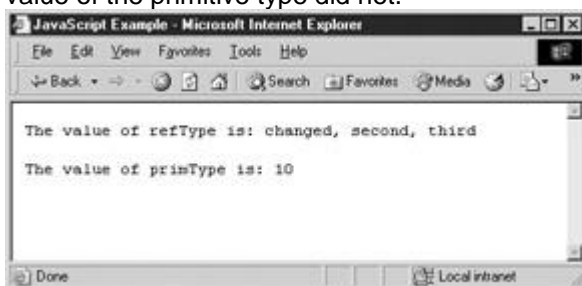 value of the primitive type did not.
JavaScript Example - Microsoft Internet Explorer
File Edit View Favorites Tools Help
Back Search Favorites Media »
The value of refType is: changed, second, third
The value of primType is: 10
Done Local intranet